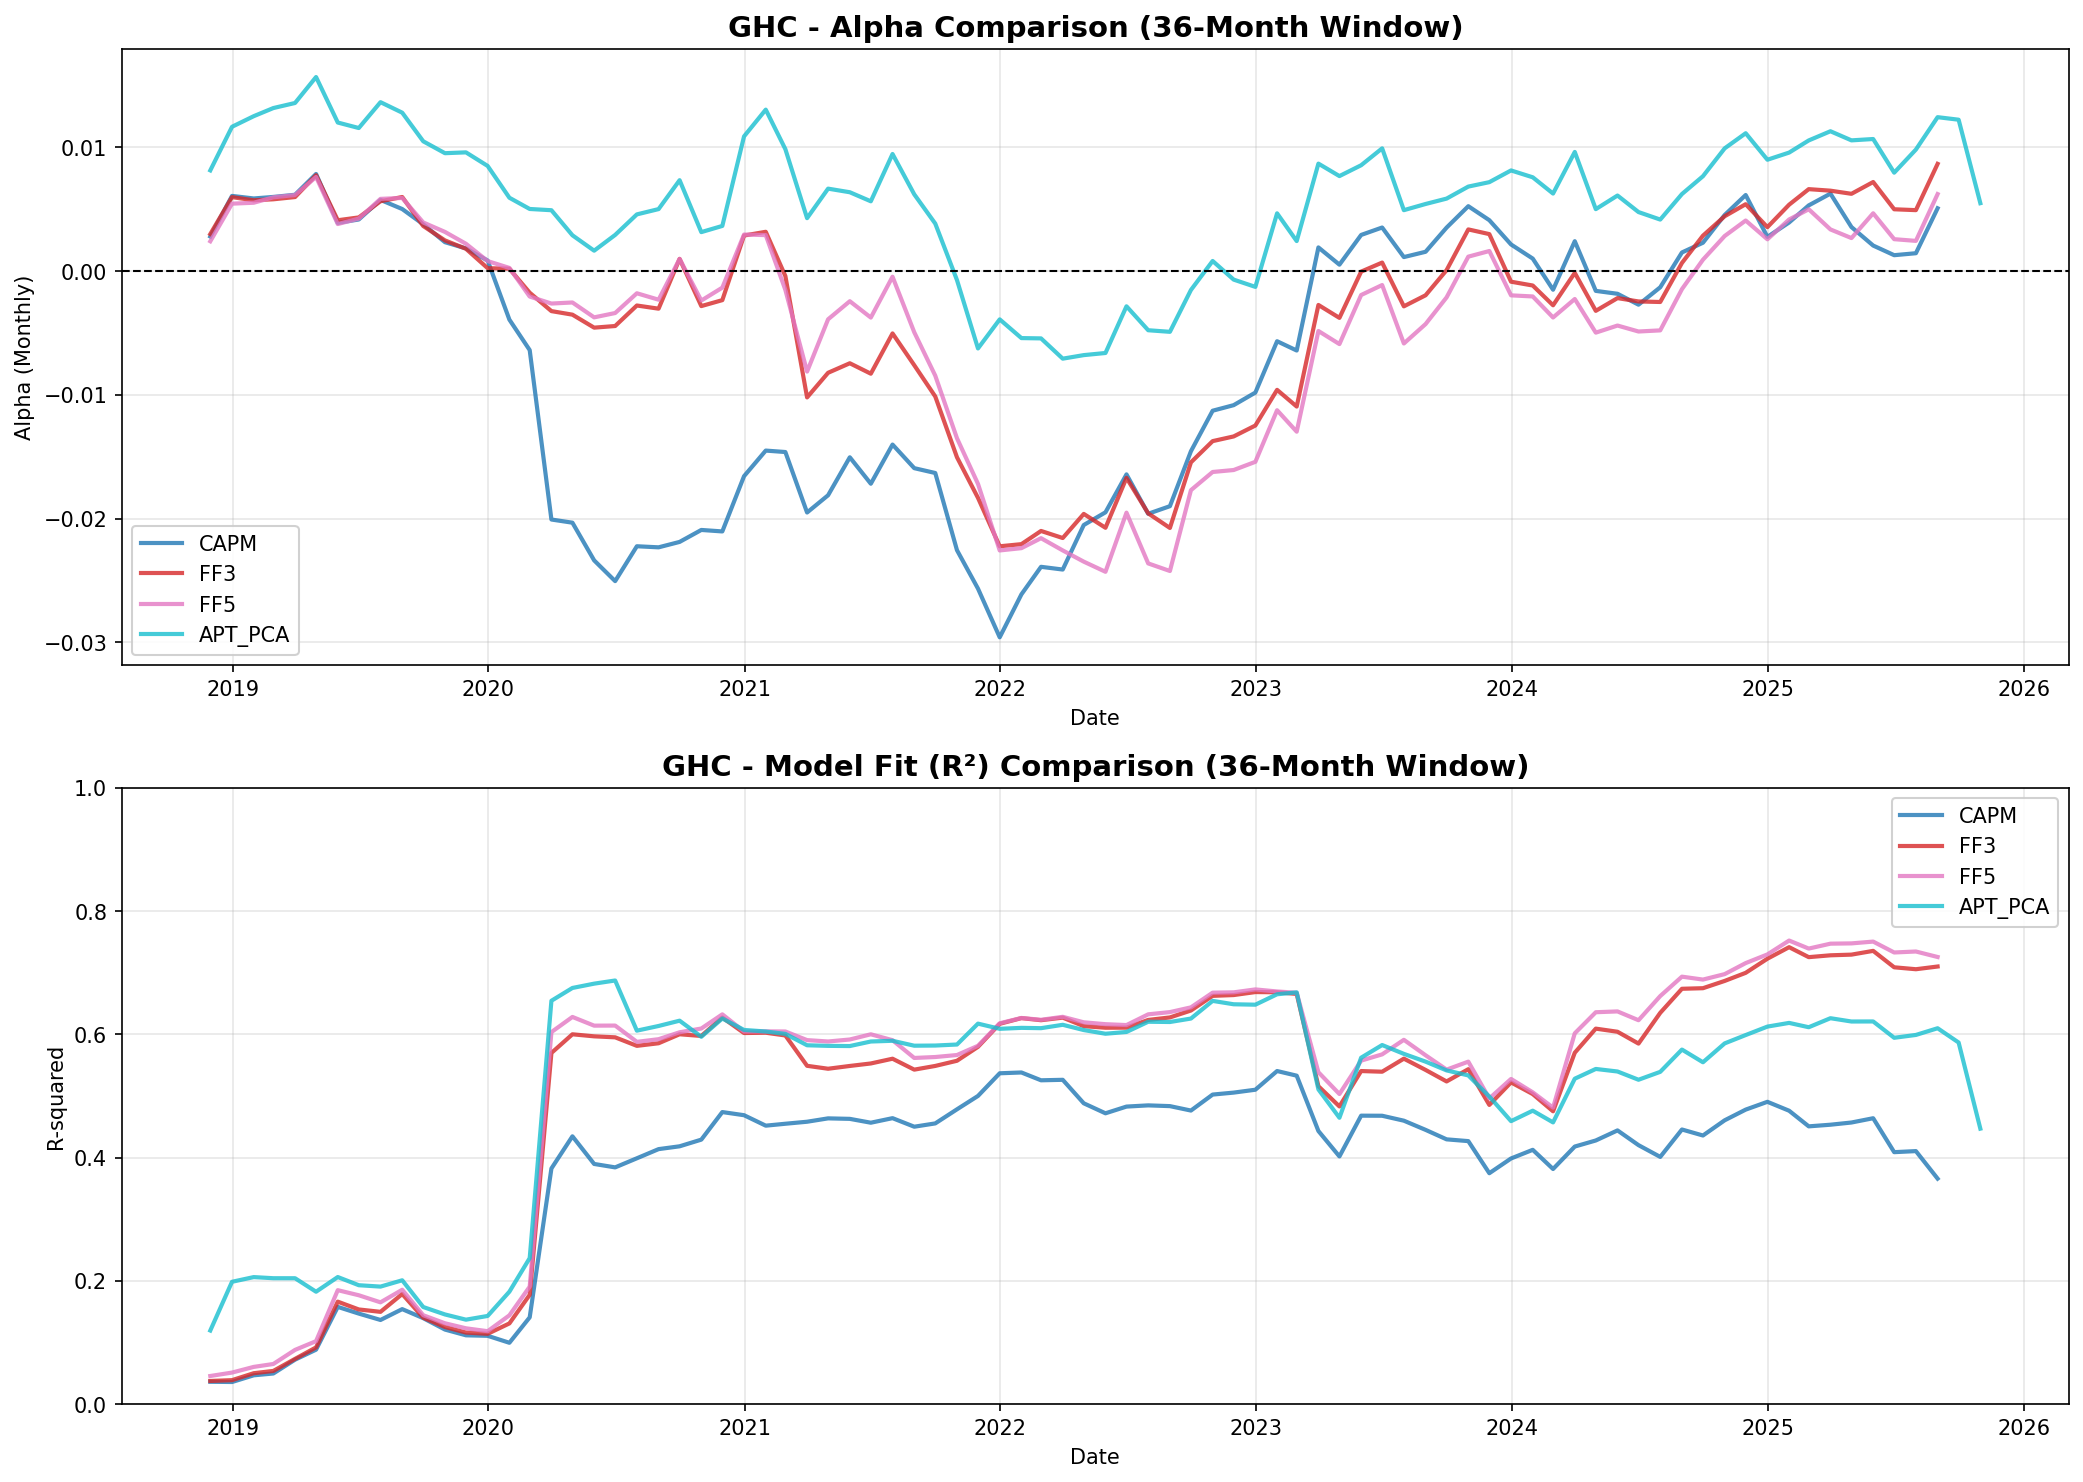 GHC - Alpha Comparison (36-Month Window)
0.01
0.00
−0.01
−0.02
−0.03
Alpha (Monthly)
CAPM
FF3
FF5
APT_PCA
2019 2020 2021 2022 2023 2024 2025 2026
Date
GHC - Model Fit (R²) Comparison (36-Month Window)
1.0
0.8
0.6
0.4
0.2
0.0
R-squared
CAPM
FF3
FF5
APT_PCA
2019 2020 2021 2022 2023 2024 2025 2026
Date